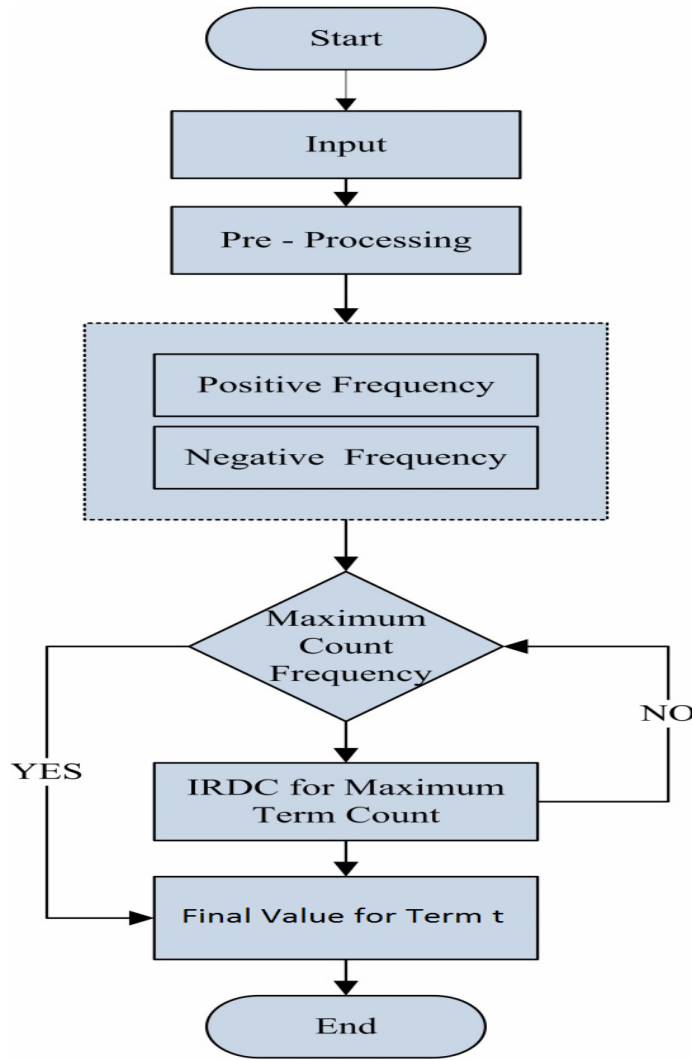 Start
Input
Pre - Processing
Positive Frequency
Negative Frequency
Maximum
Count
Frequency
NO
YES
IRDC for Maximum
Term Count
Final Value for Term t
End